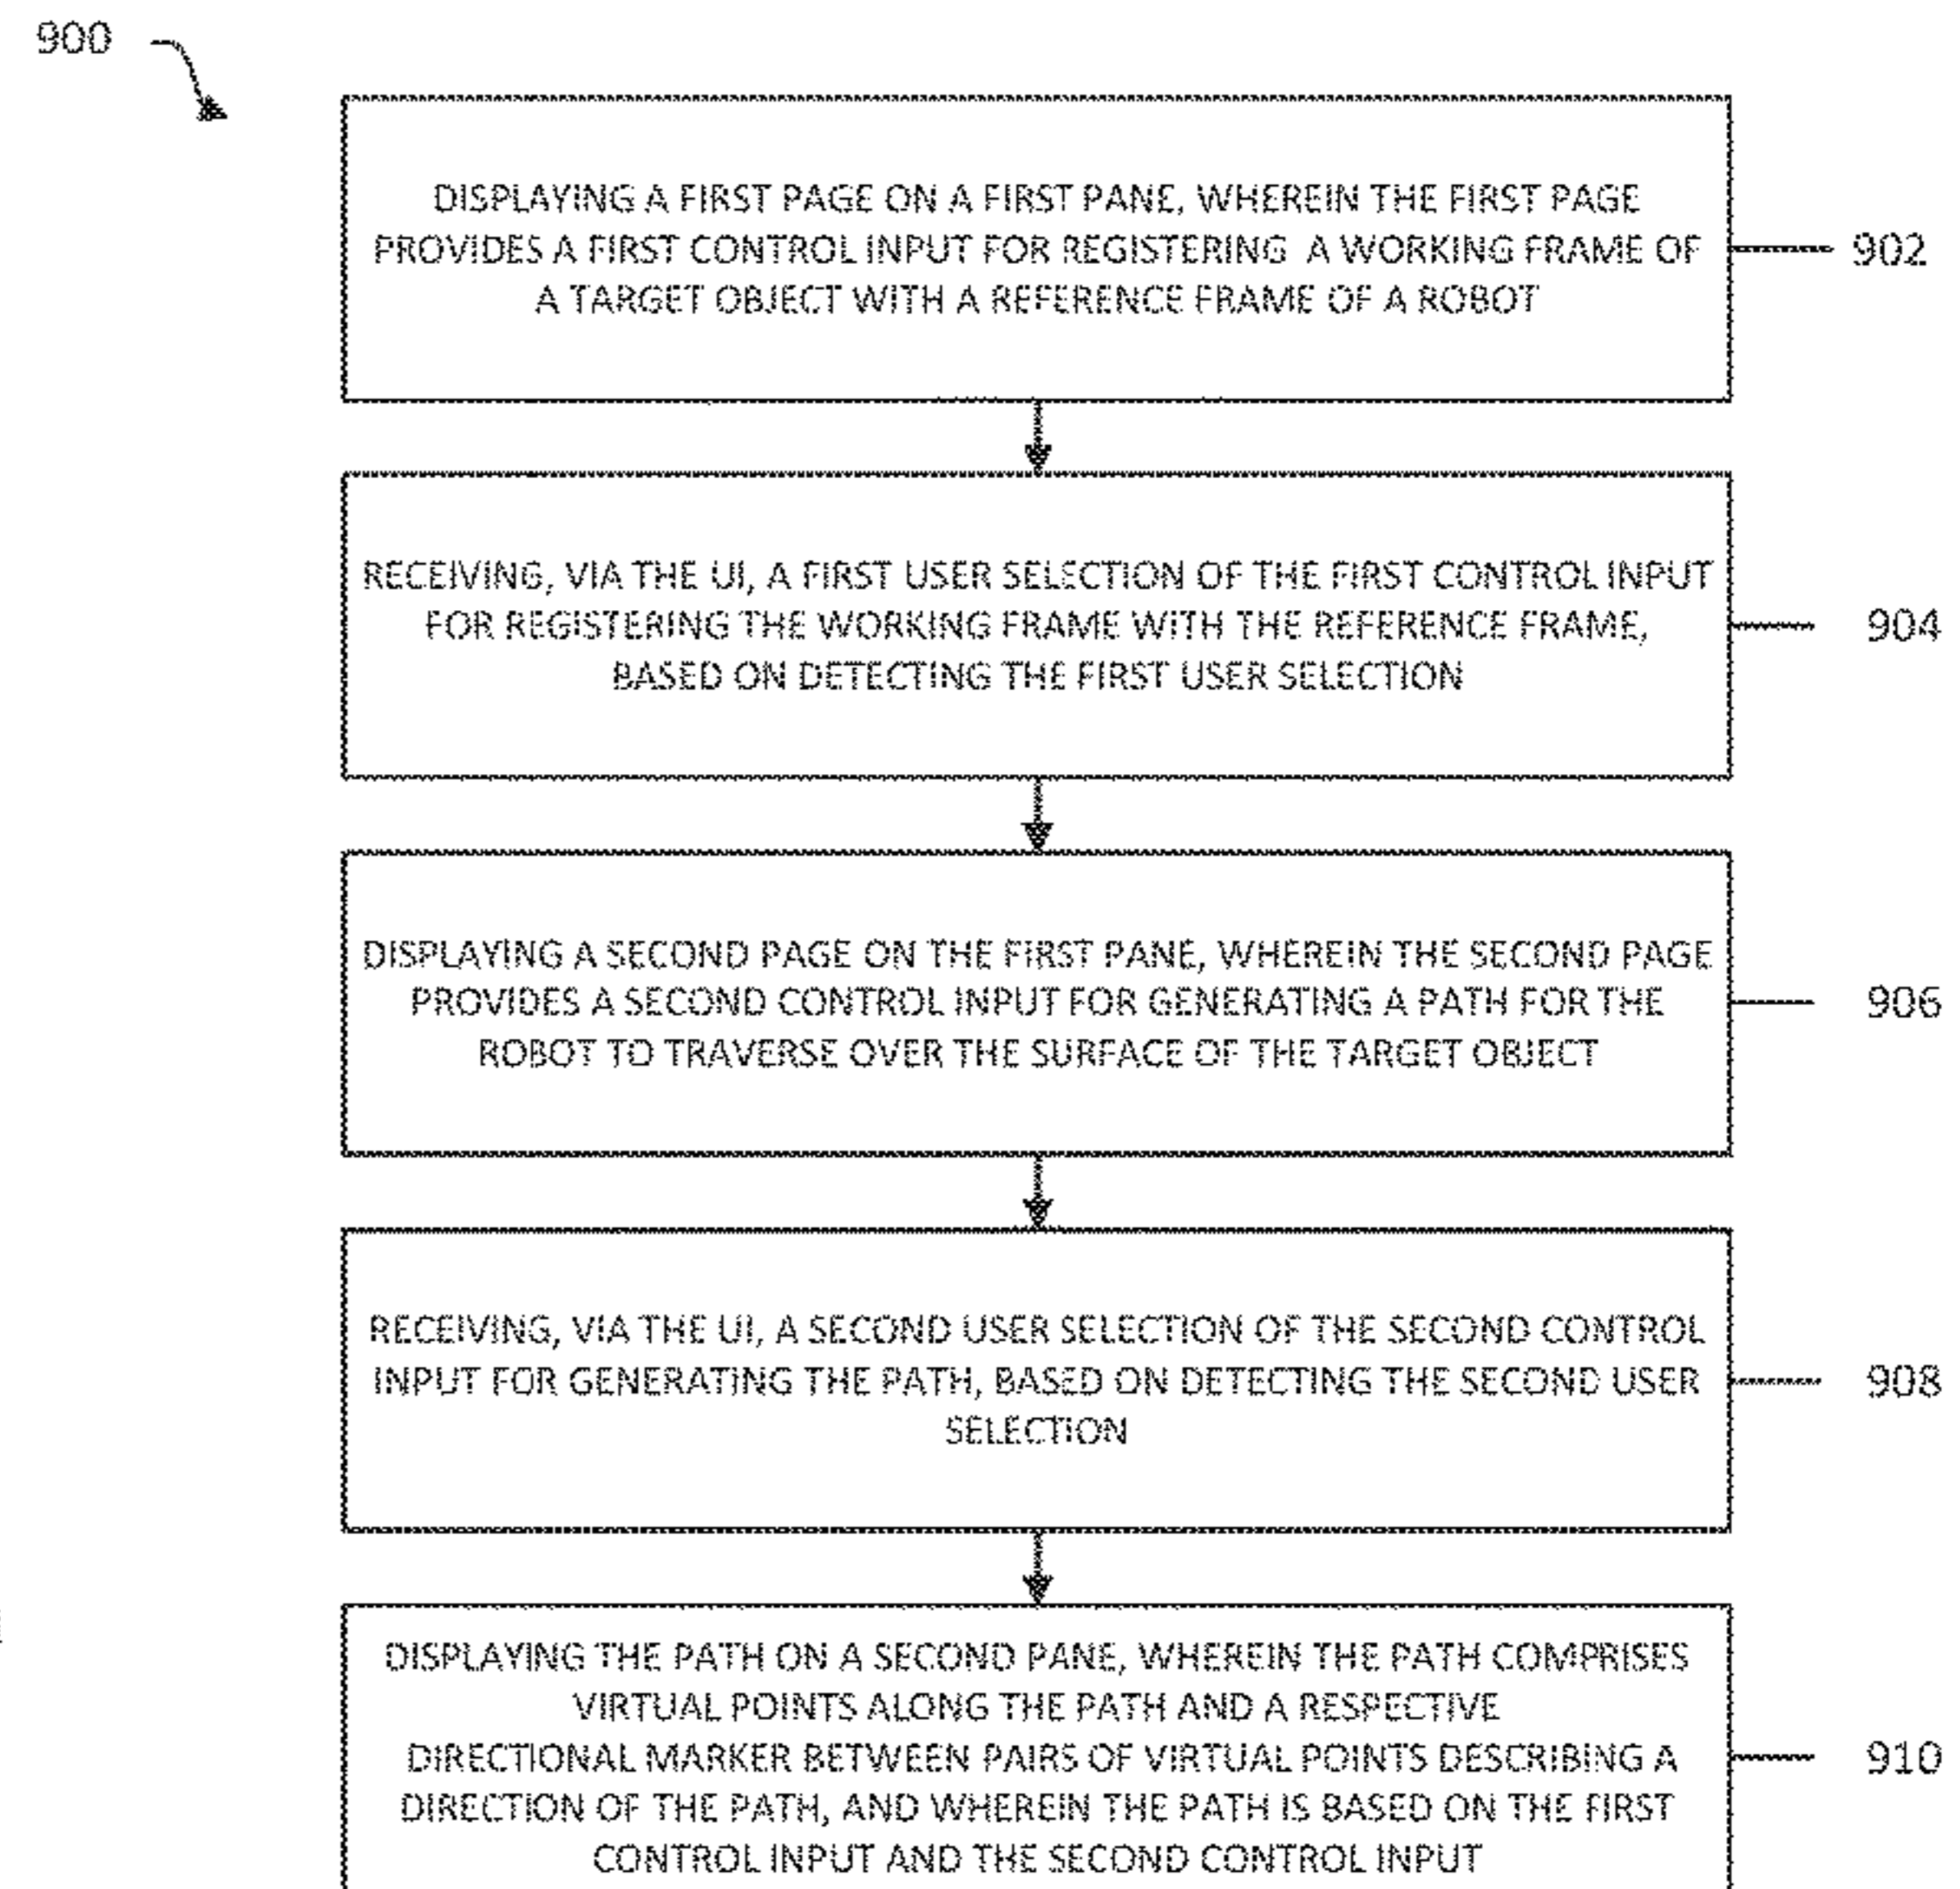 900
DISPLAYING A FIRST PAGE ON A FIRST PANE, WHEREIN THE FIRST PAGE
PROVIDES A FIRST CONTROL INPUT FOR REGISTERING A WORKING FRAME OF
A TARGET OBJECT WITH A REFERENCE FRAME OF A ROBOT
902
RECEIVING, VIA THE UI, A FIRST USER SELECTION OF THE FIRST CONTROL INPUT
FOR REGISTERING THE WORKING FRAME WITH THE REFERENCE FRAME,
BASED ON DETECTING THE FIRST USER SELECTION
904
DISPLAYING A SECOND PAGE ON THE FIRST PANE, WHEREIN THE SECOND PAGE
PROVIDES A SECOND CONTROL INPUT FOR GENERATING A PATH FOR THE
ROBOT TO TRAVERSE OVER THE SURFACE OF THE TARGET OBJECT
906
RECEIVING, VIA THE UI, A SECOND USER SELECTION OF THE SECOND CONTROL
INPUT FOR GENERATING THE PATH, BASED ON DETECTING THE SECOND USER
SELECTION
908
DISPLAYING THE PATH ON A SECOND PANE, WHEREIN THE PATH COMPRISES
VIRTUAL POINTS ALONG THE PATH AND A RESPECTIVE
DIRECTIONAL MARKER BETWEEN PAIRS OF VIRTUAL POINTS DESCRIBING A
DIRECTION OF THE PATH, AND WHEREIN THE PATH IS BASED ON THE FIRST
CONTROL INPUT AND THE SECOND CONTROL INPUT
910